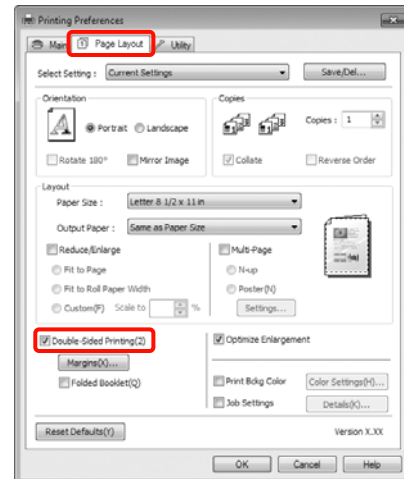 Printing Preferences
Main Page Layout Utility
Select Setting : Current Settings Save/Del...
Orientation
Portrait Landscape
Rotate 180° Mirror Image
Copies
Copies : 1
Collate Reverse Order
Layout
Paper Size : Letter 8 1/2 x 11 in
Output Paper : Same as Paper Size
Reduce/Enlarge
Fit to Page
Fit to Roll Paper Width
Custom(F) Scale to %
Multi-Page
N-up
Poster(N)
Settings...
Double-Sided Printing(2)
Margins(X)...
Folded Booklet(Q)
Optimize Enlargement
Print Bckg Color Color Settings(H)...
Job Settings Details(K)...
Reset Defaults(Y) Version X.XX
OK Cancel Help